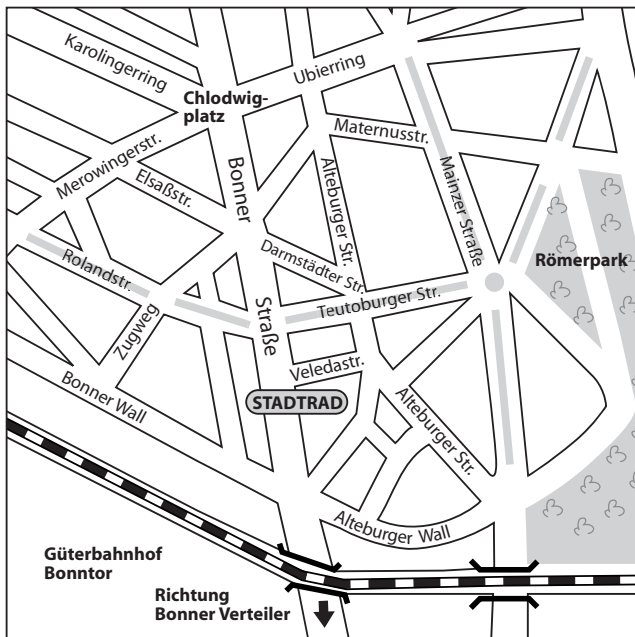 Karolingerring
Ubierring
Chlodwig-
platz
Maternusstr.
Merowingerstr.
Bonner
Alteburger Str.
Mainzer Straße
Elsaßstr.
Darmstädter Str.
Römerpark
Rolandstr.
Straße
Teutoburger Str.
Zugweg
Veledastr.
Bonner Wall
STADTRAD
Alteburger Str.
Alteburger Wall
Güterbahnhof
Bonntor
Richtung
Bonner Verteiler